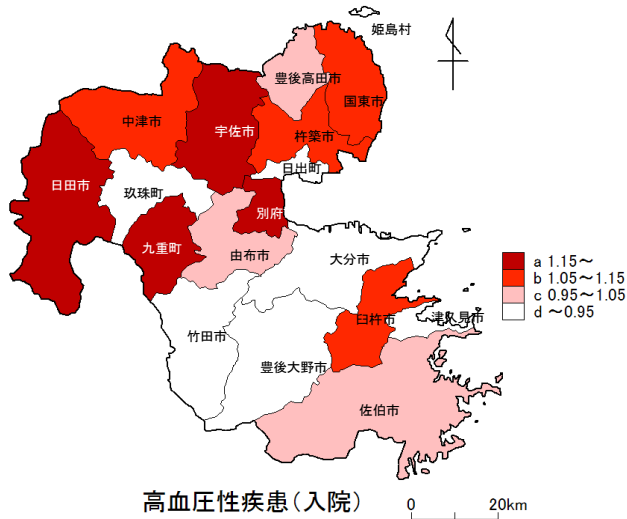 姫島村
豊後高田市
国東市
中津市
宇佐市
杵築市
日出町
日田市
玖珠町
別府
九重町
由布市
大分市
臼杵市
津久見市
竹田市
豊後大野市
佐伯市
a 1.15～
b 1.05～1.15
c 0.95～1.05
d ～0.95
高血圧性疾患(入院)
0 20km